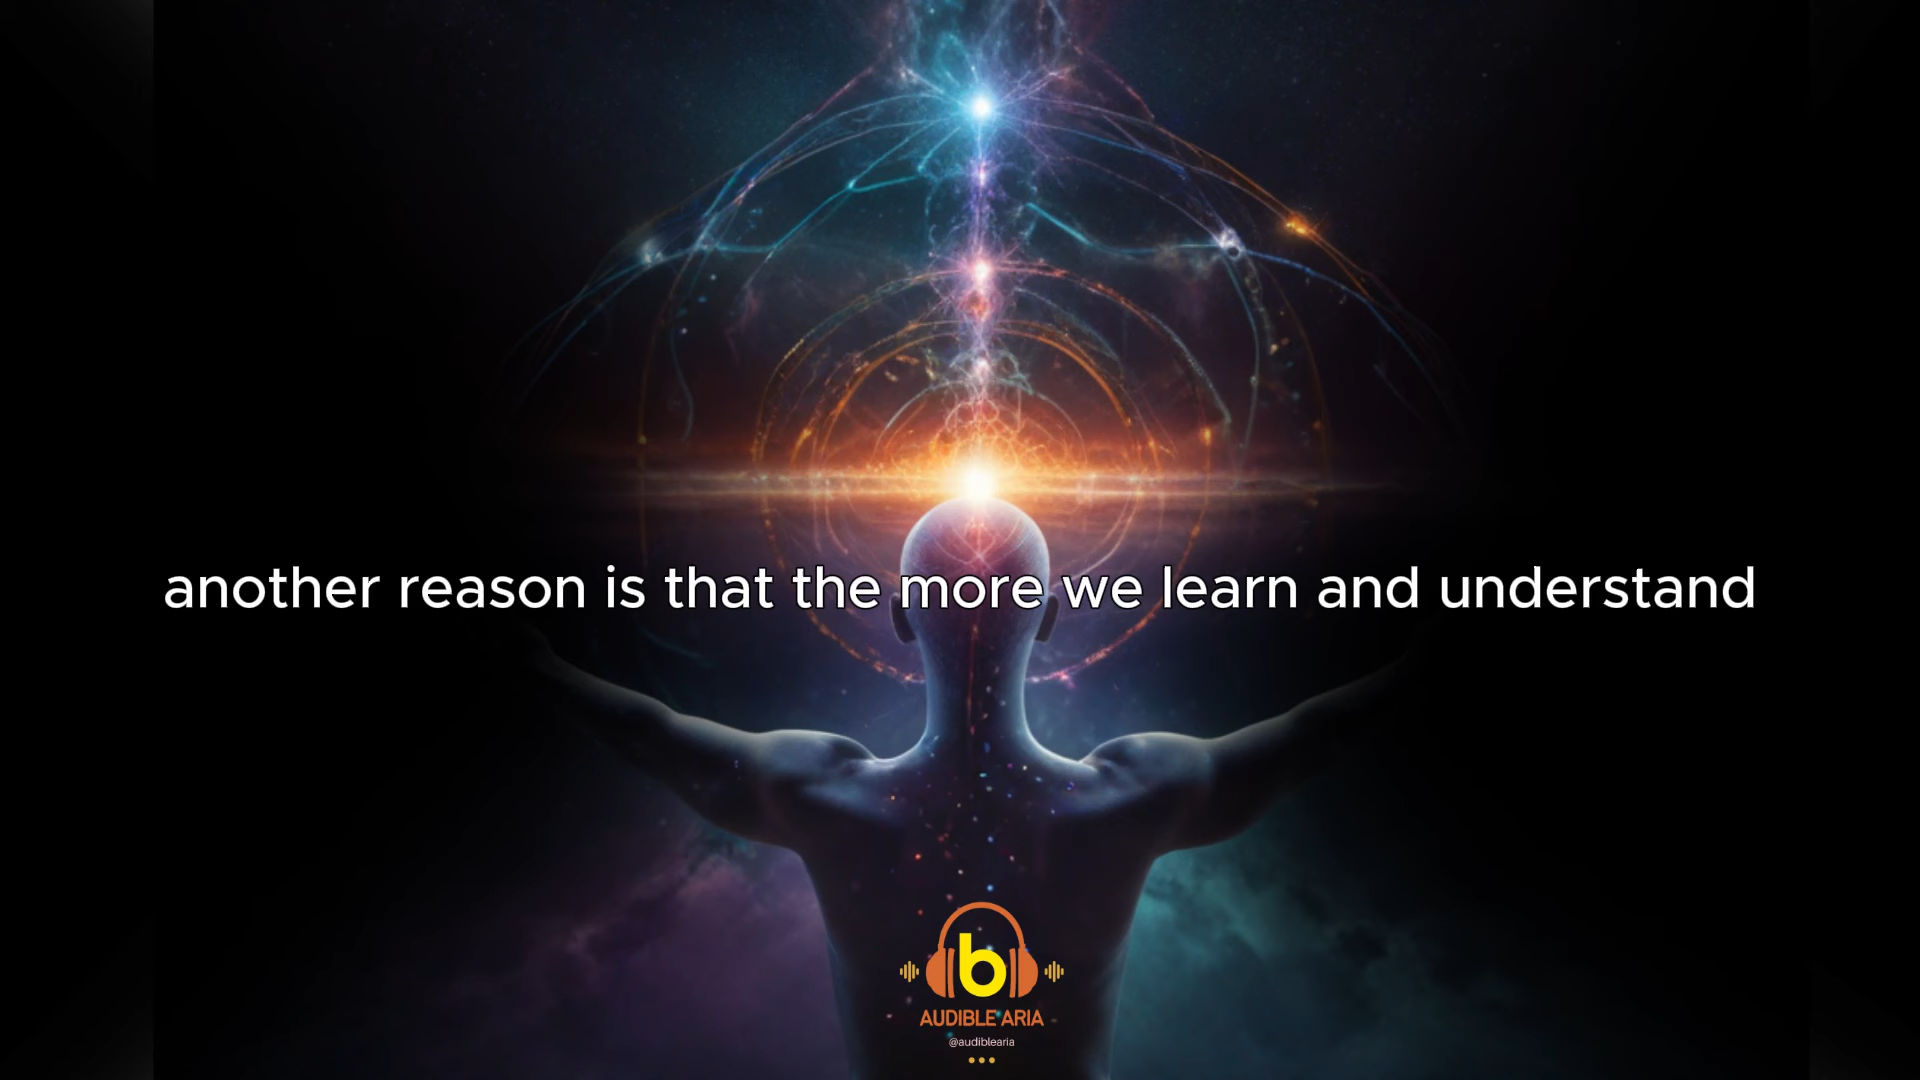 another reason is that the more we learn and understand
b
AUDIBLE ARIA
@audiblearia